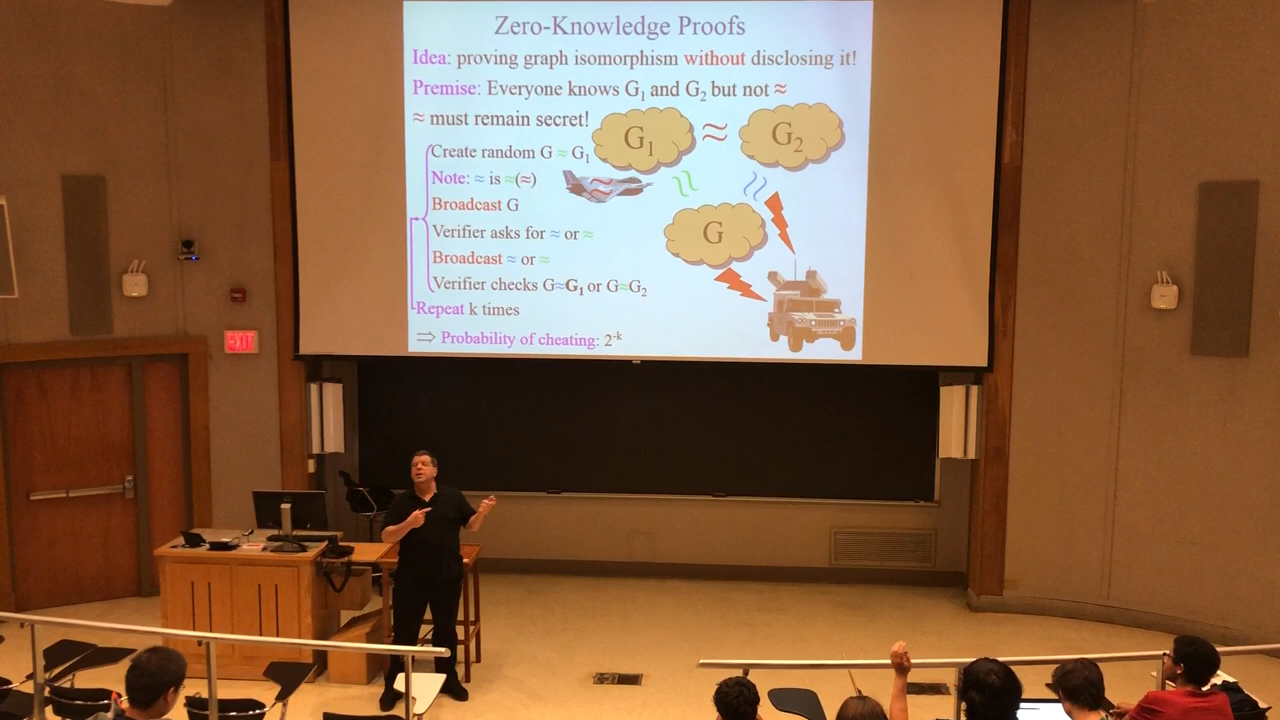 Zero-Knowledge Proofs
Idea: proving graph isomorphism without disclosing it!
Premise: Everyone knows G₁ and G₂ but not ≈
≈ must remain secret!
G₁ ≈ G₂
Create random G ≈ G₁
Note: ≈ is ≈(≈)
≈
≈ ≈
Broadcast G
G
Verifier asks for ≈ or ≈
Broadcast ≈ or ≈
Verifier checks G≈G₁ or G≈G₂
Repeat k times
⇒ Probability of cheating: 2⁻ᵏ
EXIT